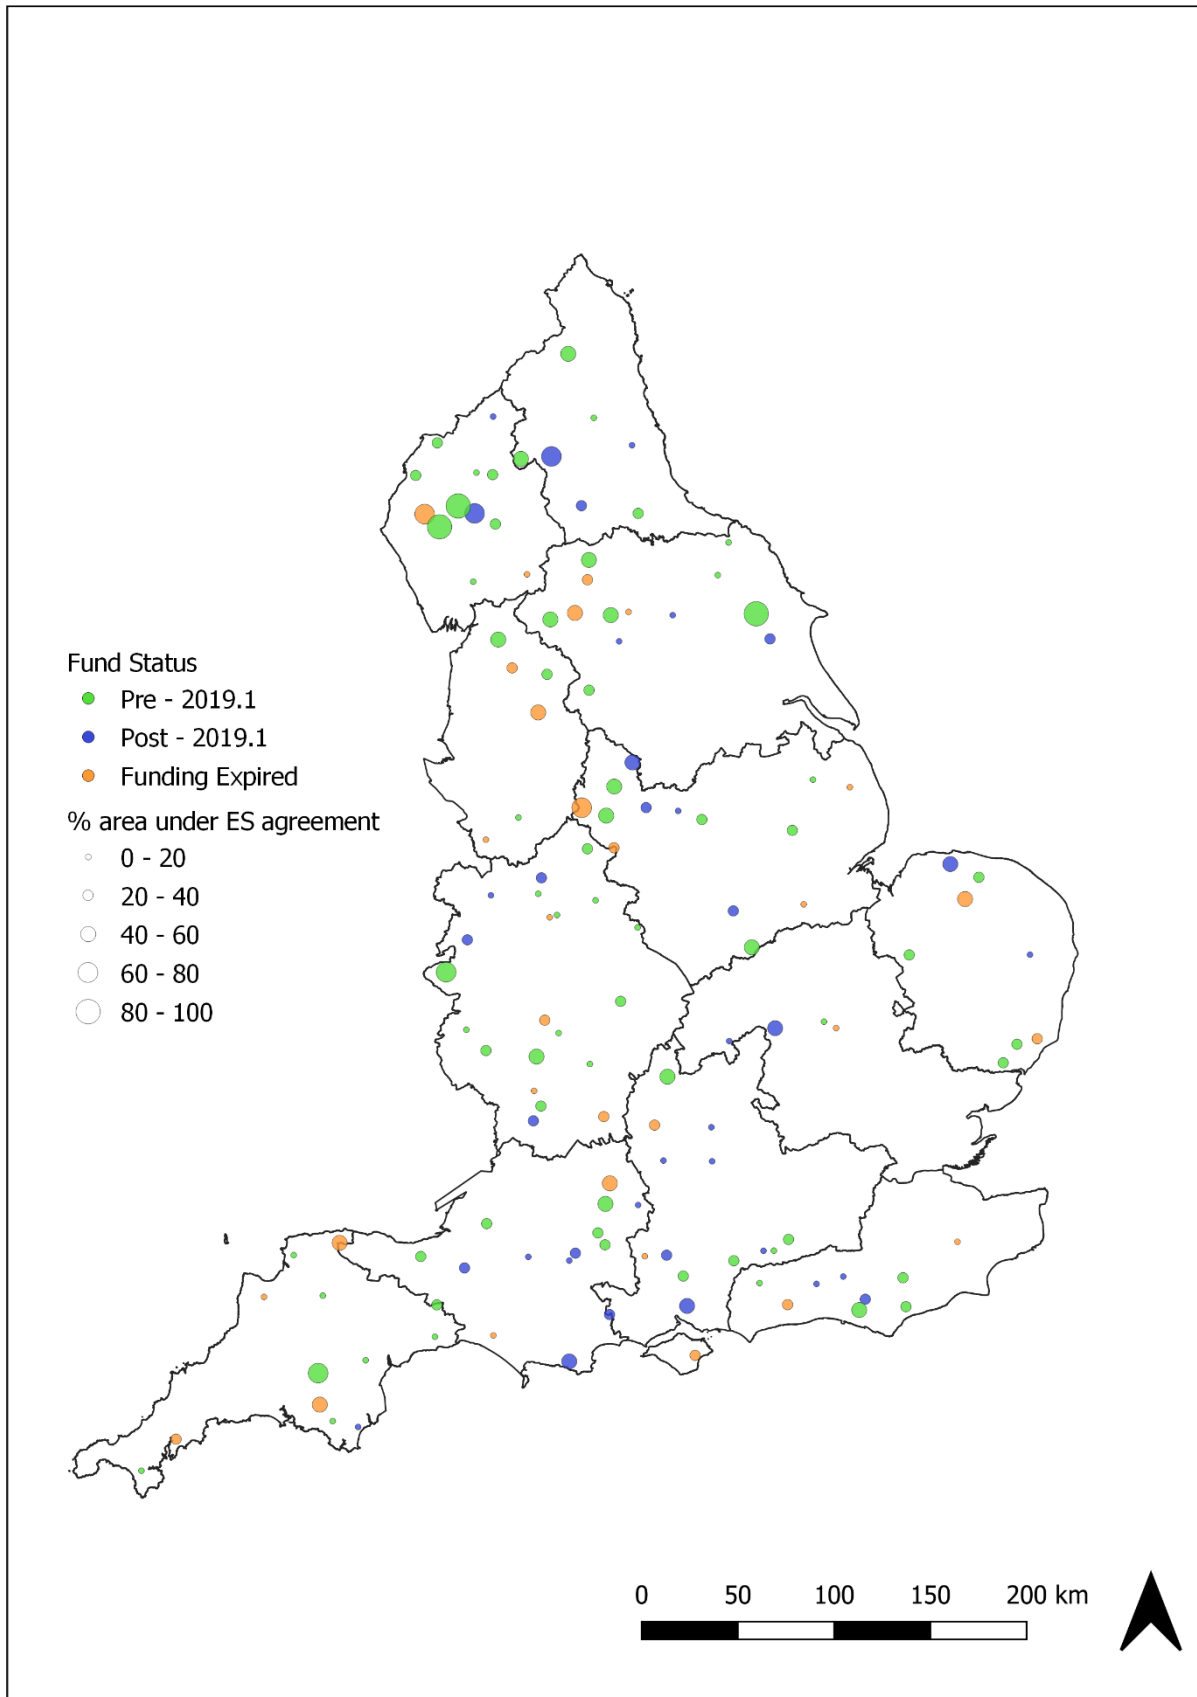 Fund Status
Pre - 2019.1
Post - 2019.1
Funding Expired
% area under ES agreement
0 - 20
20 - 40
40 - 60
60 - 80
80 - 100
0 50 100 150 200 km